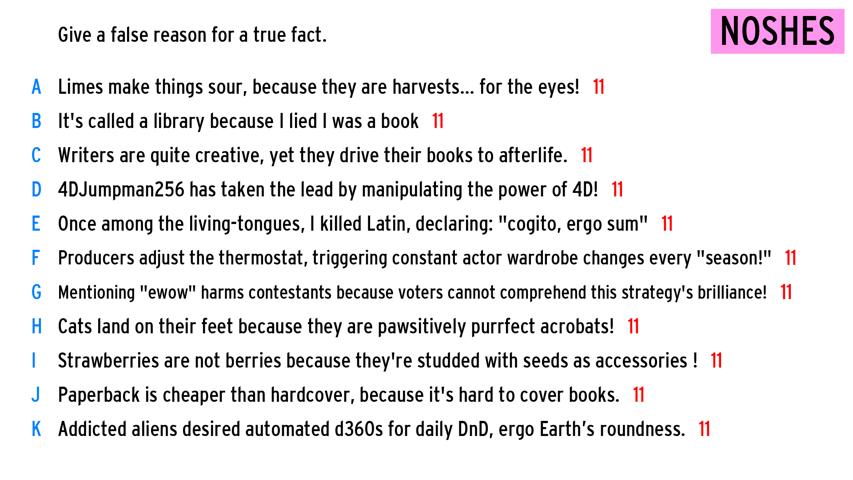 Give a false reason for a true fact.
NOSHES
A Limes make things sour, because they are harvests... for the eyes! 11
B It's called a library because I lied I was a book 11
C Writers are quite creative, yet they drive their books to afterlife. 11
D 4DJumpman256 has taken the lead by manipulating the power of 4D! 11
E Once among the living-tongues, I killed Latin, declaring: "cogito, ergo sum" 11
F Producers adjust the thermostat, triggering constant actor wardrobe changes every "season!" 11
G Mentioning "ewow" harms contestants because voters cannot comprehend this strategy's brilliance! 11
H Cats land on their feet because they are pawsitively purrfect acrobats! 11
I Strawberries are not berries because they're studded with seeds as accessories ! 11
J Paperback is cheaper than hardcover, because it's hard to cover books. 11
K Addicted aliens desired automated d360s for daily DnD, ergo Earth’s roundness. 11